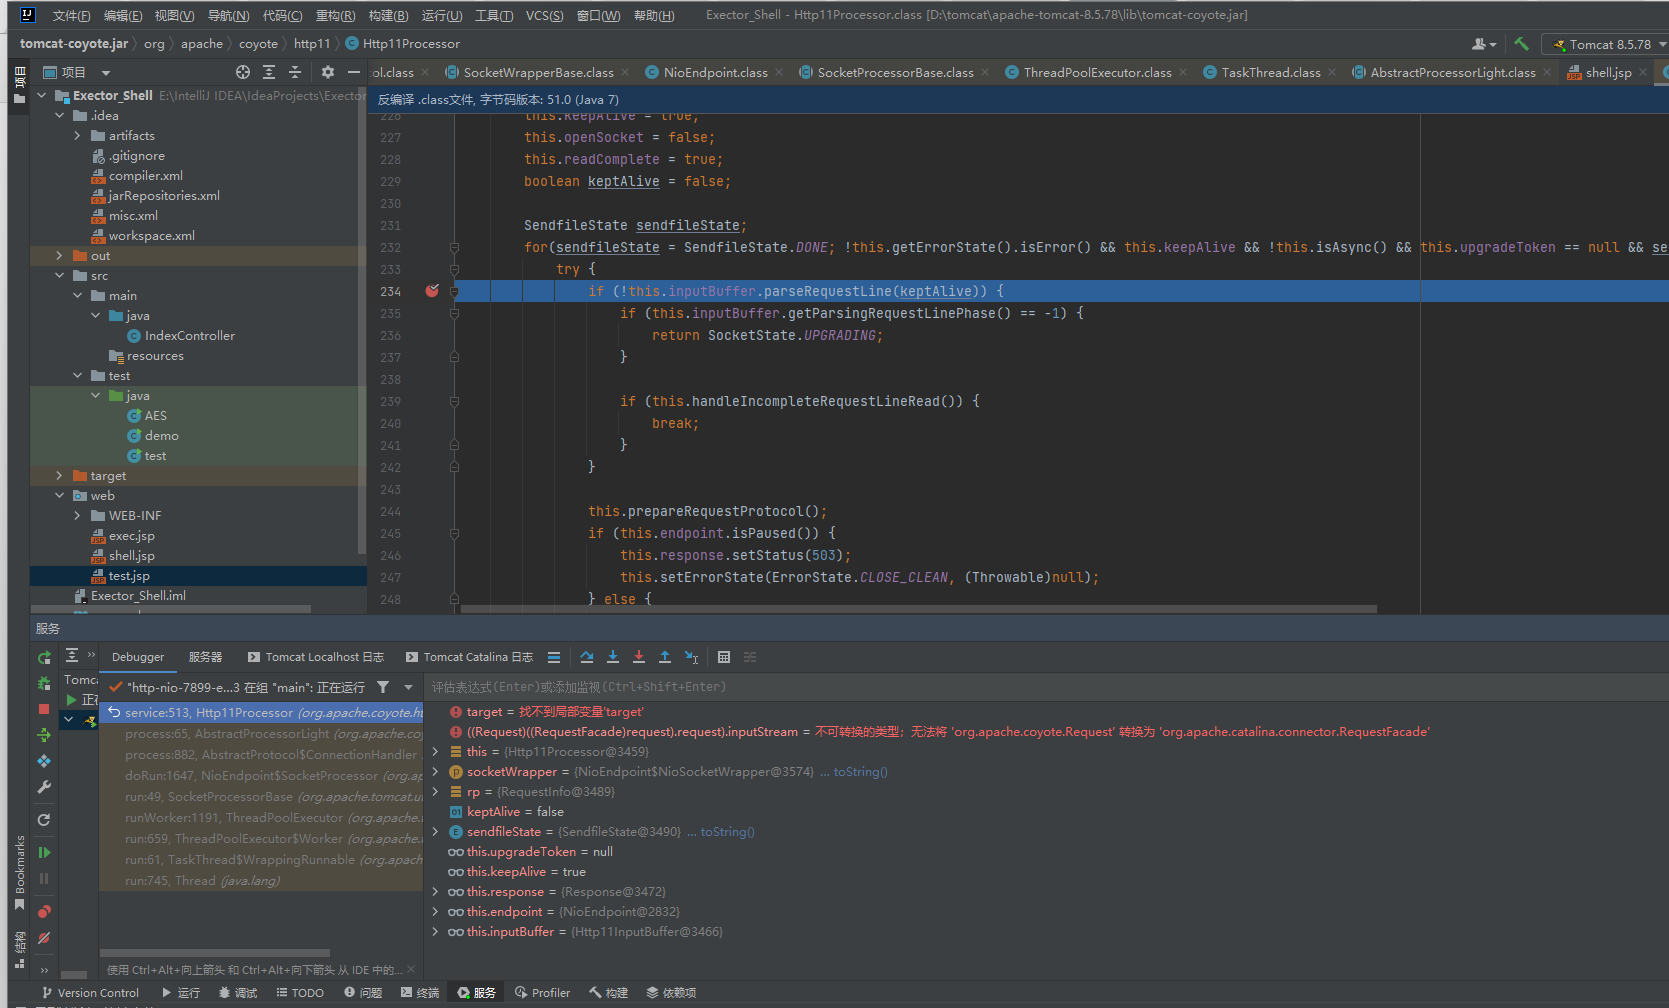 文件(F) 编辑(E) 视图(V) 导航(N) 代码(C) 重构(R) 构建(B) 运行(U) 工具(T) VCS(S) 窗口(W) 帮助(H) Exector_Shell - Http11Processor.class [D:\tomcat\apache-tomcat-8.5.78\lib\tomcat-coyote.jar]
tomcat-coyote.jar org apache coyote http11 Http11Processor Tomcat 8.5.78
项目
项目
ol.class SocketWrapperBase.class NioEndpoint.class SocketProcessorBase.class ThreadPoolExecutor.class TaskThread.class AbstractProcessorLight.class shell.jsp
Exector_Shell E:\IntelliJ IDEA\IdeaProjects\Exector
.idea
artifacts
.gitignore
compiler.xml
jarRepositories.xml
misc.xml
workspace.xml
out
src
main
java
IndexController
resources
test
java
AES
demo
test
target
web
WEB-INF
exec.jsp
shell.jsp
test.jsp
Exector_Shell.iml
反编译 .class文件, 字节码版本: 51.0 (Java 7)
226 this.keepAlive = true;
227 this.openSocket = false;
228 this.readComplete = true;
229 boolean keptAlive = false;
230
231 SendfileState sendfileState;
232 for(sendfileState = SendfileState.DONE; !this.getErrorState().isError() && this.keepAlive && !this.isAsync() && this.upgradeToken == null && se
233 try {
234 if (!this.inputBuffer.parseRequestLine(keptAlive)) {
235 if (this.inputBuffer.getParsingRequestLinePhase() == -1) {
236 return SocketState.UPGRADING;
237 }
238
239 if (this.handleIncompleteRequestLineRead()) {
240 break;
241 }
242 }
243
244 this.prepareRequestProtocol();
245 if (this.endpoint.isPaused()) {
246 this.response.setStatus(503);
247 this.setErrorState(ErrorState.CLOSE_CLEAN, (Throwable)null);
248 } else {
服务
Debugger 服务器 Tomcat Localhost 日志 Tomcat Catalina 日志
Tomca
正在
"http-nio-7899-e...3 在组 "main": 正在运行
service:513, Http11Processor (org.apache.coyote.ht
process:65, AbstractProcessorLight (org.apache.coy
process:882, AbstractProtocol$ConnectionHandler
doRun:1647, NioEndpoint$SocketProcessor (org.ap
run:49, SocketProcessorBase (org.apache.tomcat.ut
runWorker:1191, ThreadPoolExecutor (org.apache.t
run:659, ThreadPoolExecutor$Worker (org.apache.t
run:61, TaskThread$WrappingRunnable (org.apach
run:745, Thread (java.lang)
使用 Ctrl+Alt+向上箭头 和 Ctrl+Alt+向下箭头 从 IDE 中的...
评估表达式(Enter)或添加监视(Ctrl+Shift+Enter)
target = 找不到局部变量'target'
((Request)((RequestFacade)request).request).inputStream = 不可转换的类型；无法将 'org.apache.coyote.Request' 转换为 'org.apache.catalina.connector.RequestFacade'
this = {Http11Processor@3459}
socketWrapper = {NioEndpoint$NioSocketWrapper@3574} ... toString()
rp = {RequestInfo@3489}
keptAlive = false
sendfileState = {SendfileState@3490} ... toString()
this.upgradeToken = null
this.keepAlive = true
this.response = {Response@3472}
this.endpoint = {NioEndpoint@2832}
this.inputBuffer = {Http11InputBuffer@3466}
Bookmarks
结构
Version Control 运行 调试 TODO 问题 终端 服务 Profiler 构建 依赖项